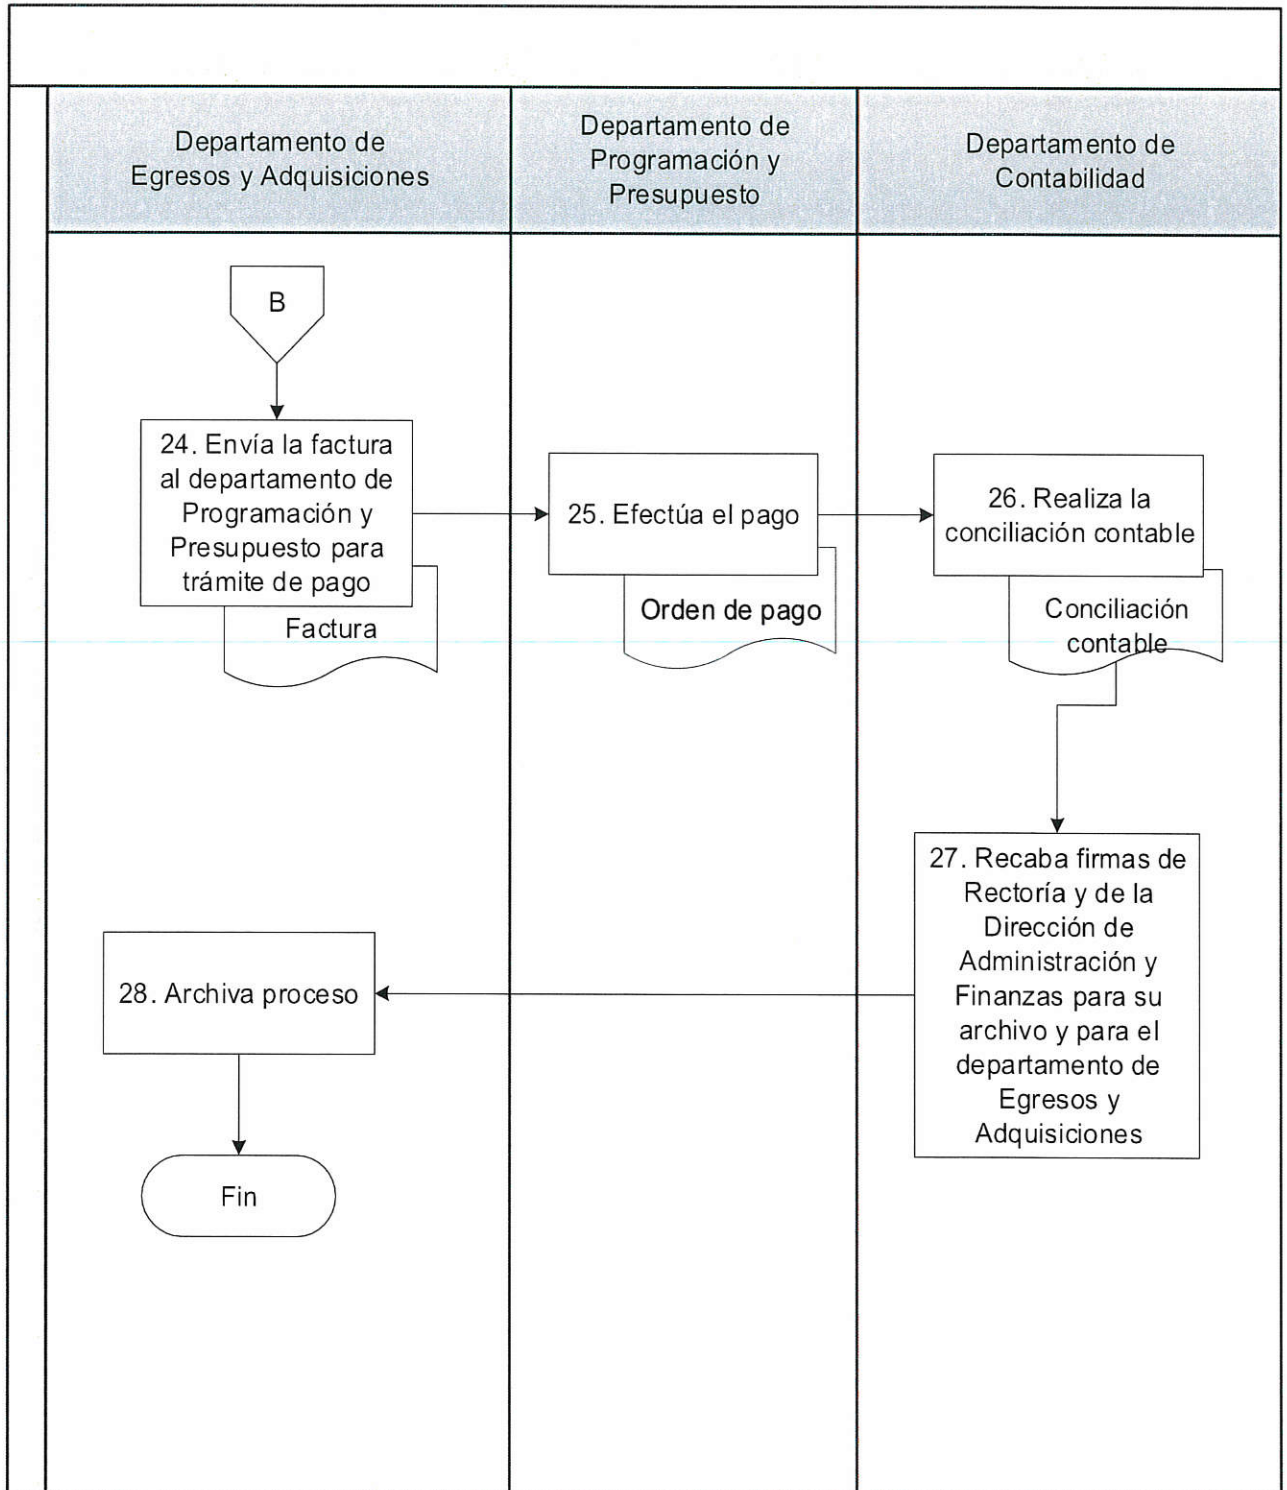 Departamento de
Egresos y Adquisiciones
Departamento de
Programación y
Presupuesto
Departamento de
Contabilidad
B
24. Envía la factura
al departamento de
Programación y
Presupuesto para
trámite de pago
Factura
25. Efectúa el pago
Orden de pago
26. Realiza la
conciliación contable
Conciliación
contable
27. Recaba firmas de
Rectoría y de la
Dirección de
Administración y
Finanzas para su
archivo y para el
departamento de
Egresos y
Adquisiciones
28. Archiva proceso
Fin